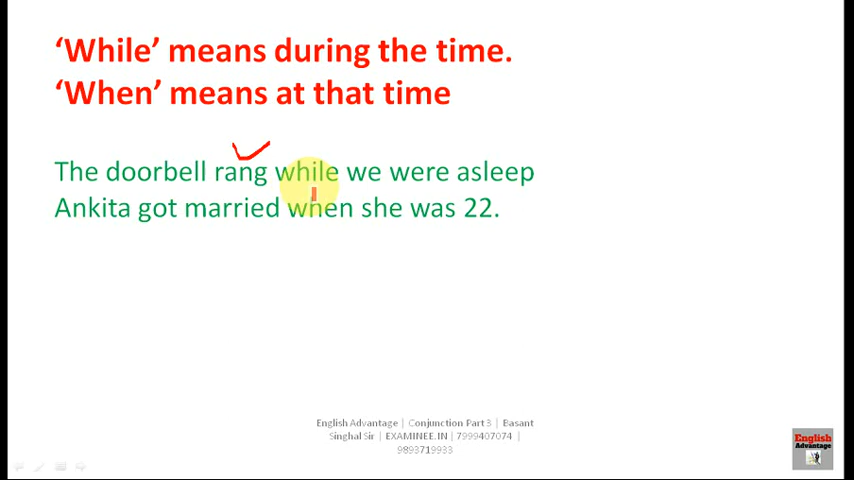 ‘While’ means during the time.
‘When’ means at that time
The doorbell rang while we were asleep
Ankita got married when she was 22.
English Advantage | Conjunction Part 3 | Basant
Singhal Sir | EXAMINEE.IN | 7999407074 |
9893719933
English
Advantage